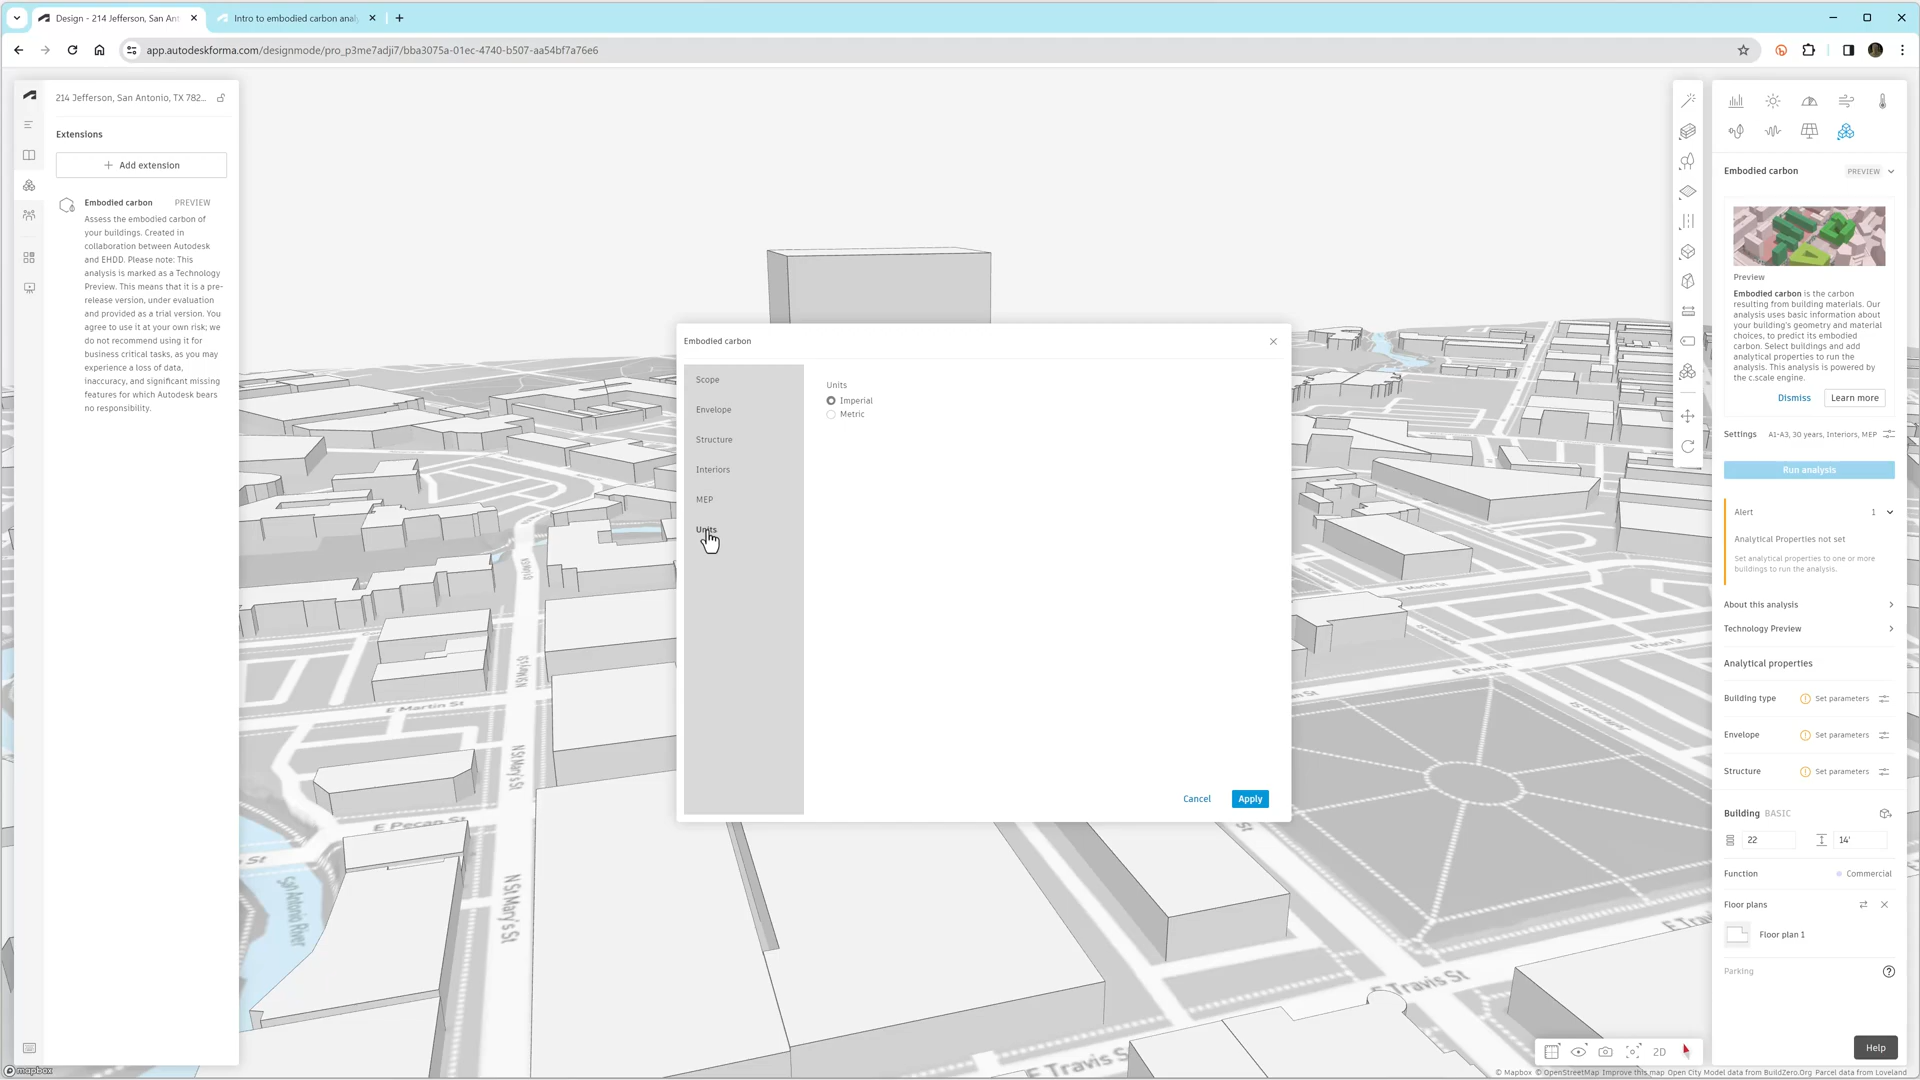 Design - 214 Jefferson, San Ant
Intro to embodied carbon anal
app.autodeskforma.com/designmode/pro_p3me7adji7/bba3075a-01ec-4740-b507-aa54bf7a76e6
214 Jefferson, San Antonio, TX 782...
Extensions
Add extension
Embodied carbon PREVIEW
Assess the embodied carbon of
your buildings. Created in
collaboration between Autodesk
and EHDD. Please note: This
analysis is marked as a Technology
Preview. This means that it is a pre-
release version, under evaluation
and provided as a trial version. You
agree to use it at your own risk; we
do not recommend using it for
business critical tasks, as you may
experience a loss of data,
inaccuracy, and significant missing
features for which Autodesk bears
no responsibility.
Embodied carbon
Scope
Envelope
Structure
Interiors
MEP
Units
Units
Imperial
Metric
Cancel
Apply
E Martin St
E Pecan St
N St Mary's St
N St Mary's St
San Antonio River
E Travis St
E Travis S
E Martin St
E Pecan St
E Tra
Embodied carbon PREVIEW
Preview
Embodied carbon is the carbon
resulting from building materials. Our
analysis uses basic information about
your building's geometry and material
choices, to predict its embodied
carbon. Select buildings and add
analytical properties to run the
analysis. This analysis is powered by
the c.scale engine.
Dismiss
Learn more
Settings A1-A3, 30 years, Interiors, MEP
Run analysis
Alert 1
Analytical Properties not set
Set analytical properties to one or more
buildings to run the analysis.
About this analysis
Technology Preview
Analytical properties
Building type Set parameters
Envelope Set parameters
Structure Set parameters
Building BASIC
22 14'
Function Commercial
Floor plans
Floor plan 1
Parking
Help
2D
mapbox
© Mapbox © OpenStreetMap Improve this map Open City Model data from BuildZero.Org Parcel data from Loveland